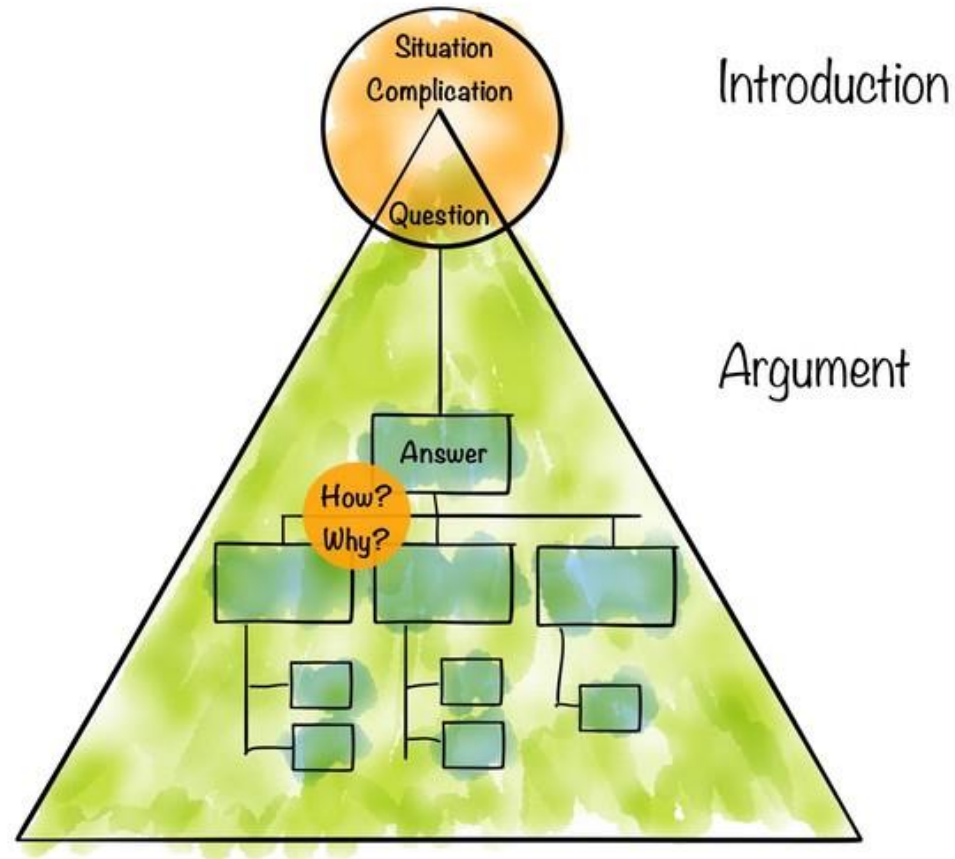 Situation
Complication
Introduction
Question
Argument
Answer
How?
Why?